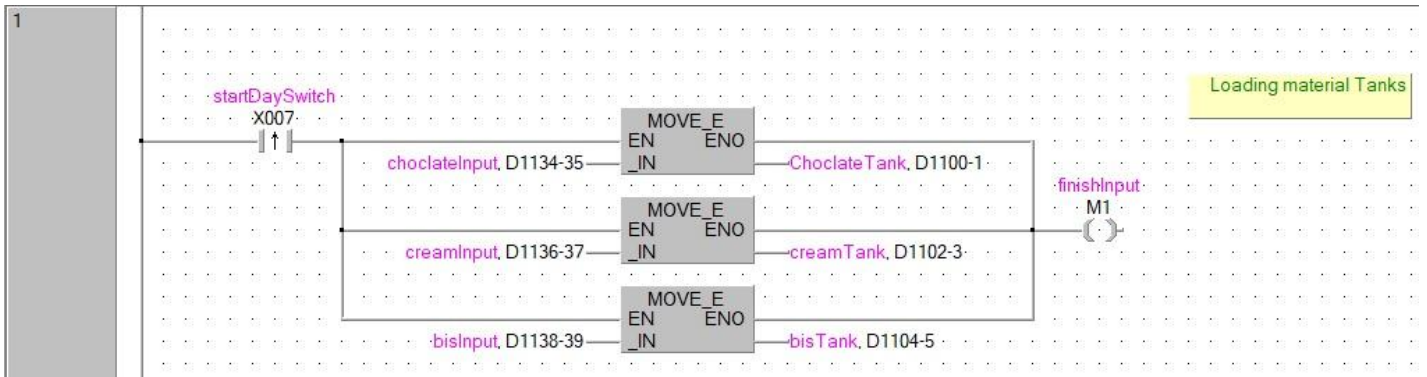 1
Loading material Tanks
startDaySwitch
X007
MOVE_E
EN ENO
choclateInput, D1134-35 _IN ChoclateTank, D1100-1
finishInput
M1
MOVE_E
EN ENO
creamInput, D1136-37 _IN creamTank, D1102-3
MOVE_E
EN ENO
bisInput, D1138-39 _IN bisTank, D1104-5